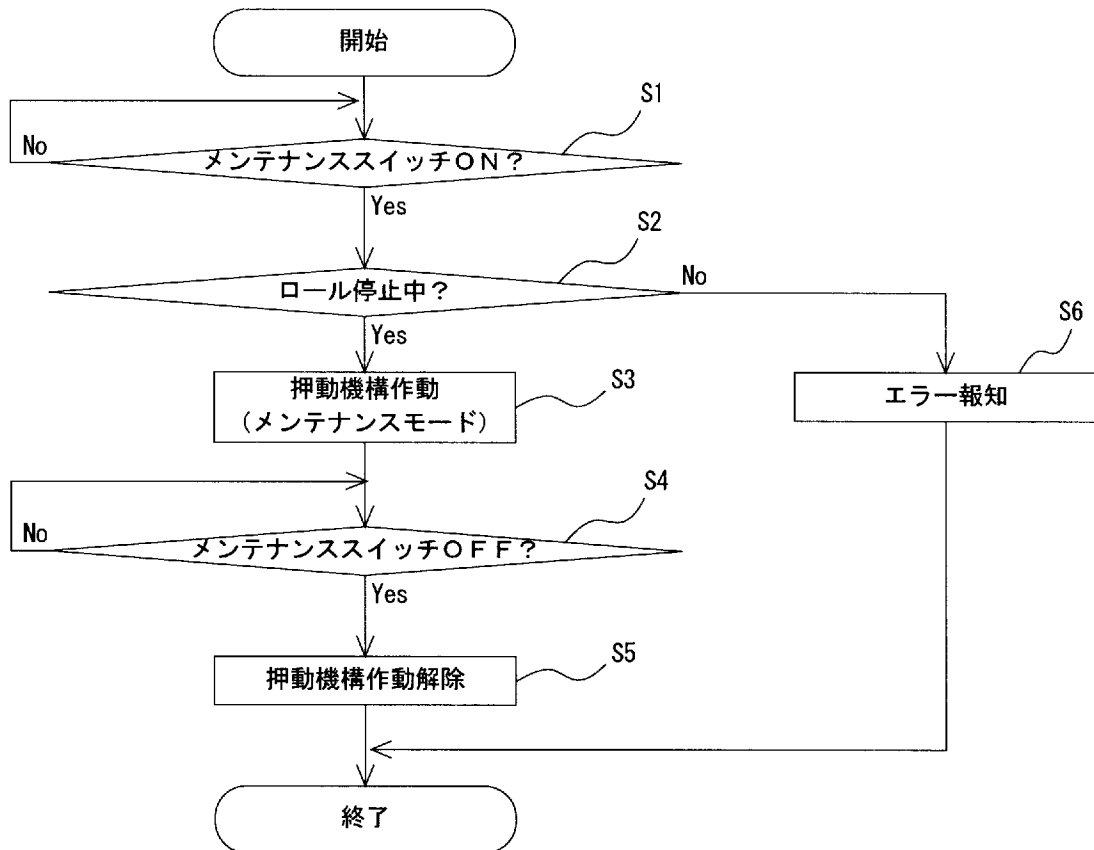 開始
S1
No
メンテナンススイッチＯＮ？
Yes
S2
ロール停止中？
No
Yes
S6
押動機構作動
（メンテナンスモード）
S3
エラー報知
S4
No
メンテナンススイッチＯＦＦ？
Yes
S5
押動機構作動解除
終了